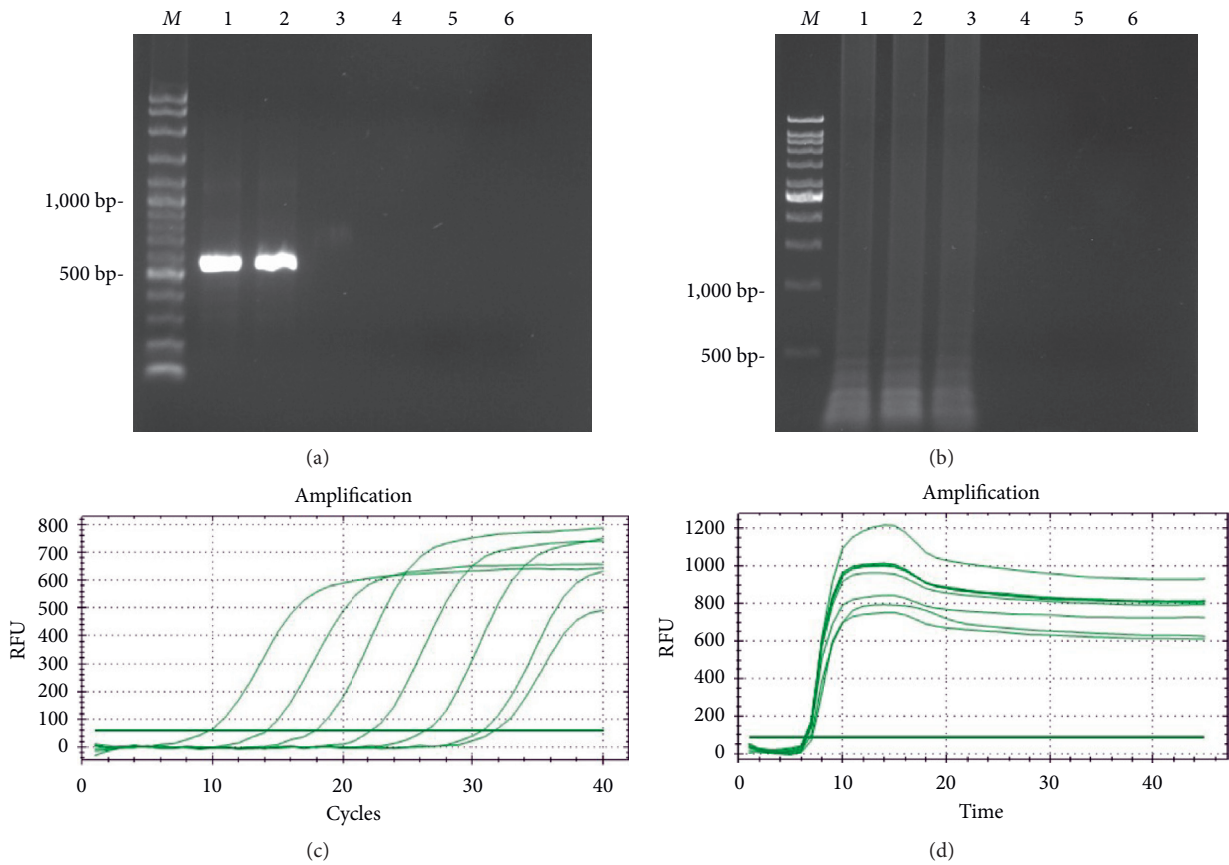 M 1 2 3 4 5 6
1,000 bp-
500 bp-
(a)
M 1 2 3 4 5 6
1,000 bp-
500 bp-
(b)
Amplification
800
700
600
500
400
300
200
100
0
RFU
0 10 20 30 40
Cycles
(c)
Amplification
1200
1000
800
600
400
200
0
RFU
0 10 20 30 40
Time
(d)